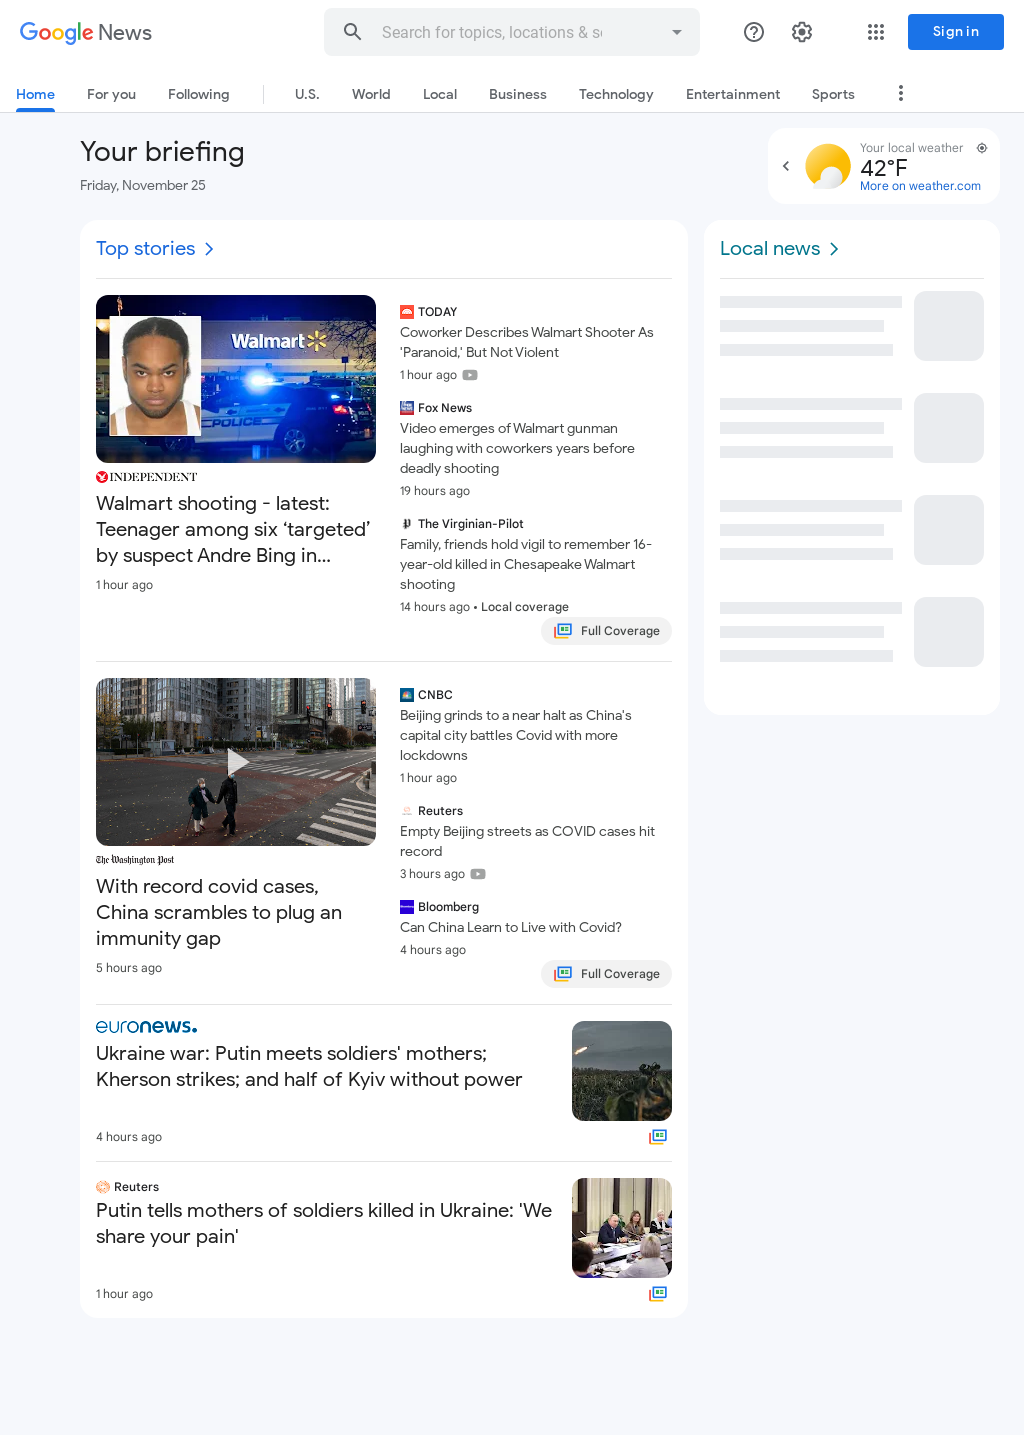 Google News
Search for topics, locations & so
Sign in
Home
For you
Following
U.S.
World
Local
Business
Technology
Entertainment
Sports
Your briefing
Friday, November 25
Your local weather
42°F
More on weather.com
Top stories
Local news
Walmart
POLICE
INDEPENDENT
Walmart shooting - latest:
Teenager among six ‘targeted’
by suspect Andre Bing in...
1 hour ago
TODAY
Coworker Describes Walmart Shooter As
'Paranoid,' But Not Violent
1 hour ago
Fox News
Video emerges of Walmart gunman
laughing with coworkers years before
deadly shooting
19 hours ago
The Virginian-Pilot
Family, friends hold vigil to remember 16-
year-old killed in Chesapeake Walmart
shooting
14 hours ago • Local coverage
Full Coverage
The Washington Post
With record covid cases,
China scrambles to plug an
immunity gap
5 hours ago
CNBC
Beijing grinds to a near halt as China's
capital city battles Covid with more
lockdowns
1 hour ago
Reuters
Empty Beijing streets as COVID cases hit
record
3 hours ago
Bloomberg
Can China Learn to Live with Covid?
4 hours ago
Full Coverage
euronews.
Ukraine war: Putin meets soldiers' mothers;
Kherson strikes; and half of Kyiv without power
4 hours ago
Reuters
Putin tells mothers of soldiers killed in Ukraine: 'We
share your pain'
1 hour ago